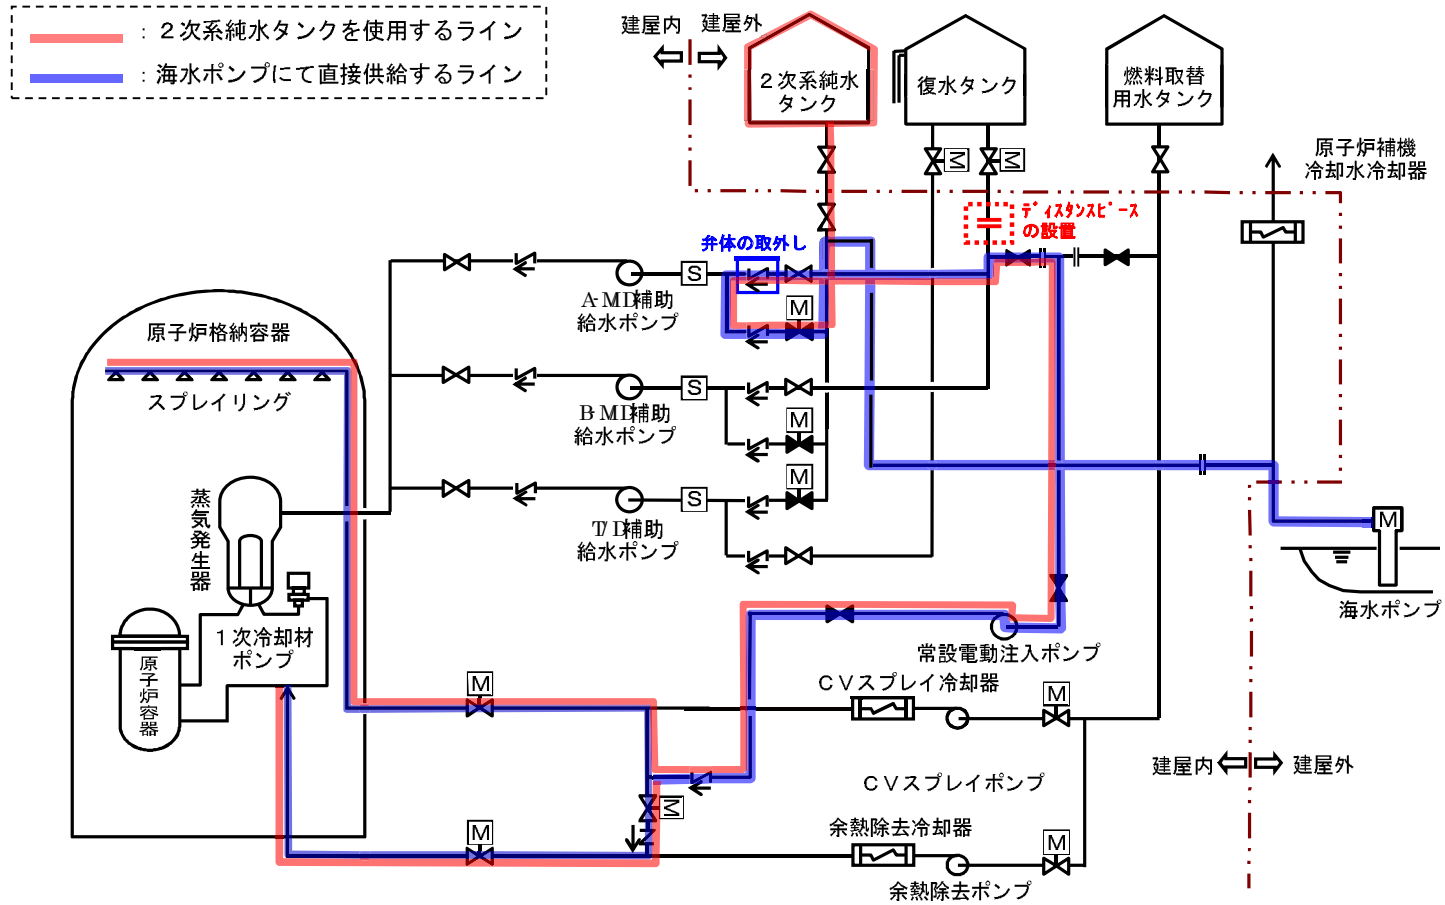 ：２次系純水タンクを使用するライン
：海水ポンプにて直接供給するライン
建屋内
建屋外
２次系純水
タンク
復水タンク
燃料取替
用水タンク
原子炉補機
冷却水冷却器
M
M
ディスタンスピース
の設置
弁体の取外し
S
A-MD補助
給水ポンプ
M
原子炉格納容器
スプレイリング
S
B-MD補助
給水ポンプ
M
M
S
T/D補助
給水ポンプ
蒸気発生器
M
海水ポンプ
１次冷却材
ポンプ
原子炉容器
常設電動注入ポンプ
M
ＣＶスプレイ冷却器
M
建屋内
建屋外
ＣＶスプレイポンプ
M
M
余熱除去冷却器
M
余熱除去ポンプ